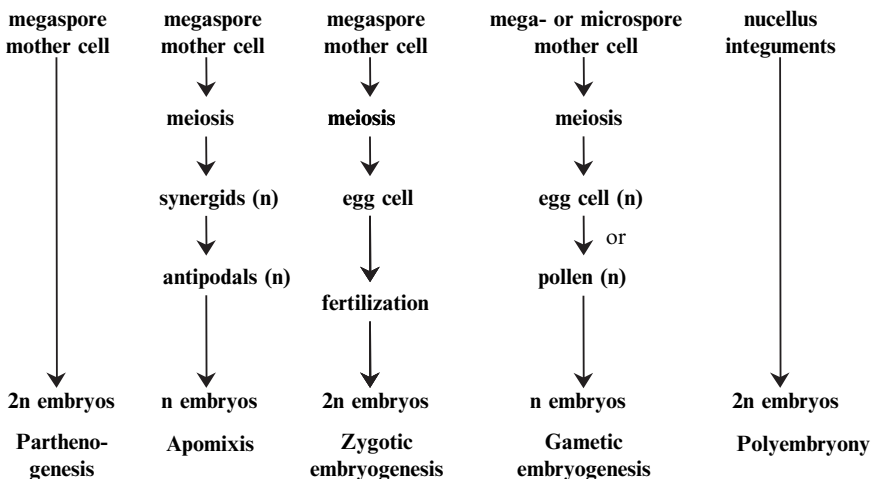 megaspore
mother cell
2n embryos
Partheno-
genesis
megaspore
mother cell
meiosis
synergids (n)
antipodals (n)
n embryos
Apomixis
megaspore
mother cell
meiosis
egg cell
fertilization
2n embryos
Zygotic
embryogenesis
mega- or microspore
mother cell
meiosis
egg cell (n)
or
pollen (n)
n embryos
Gametic
embryogenesis
nucellus
integuments
2n embryos
Polyembryony